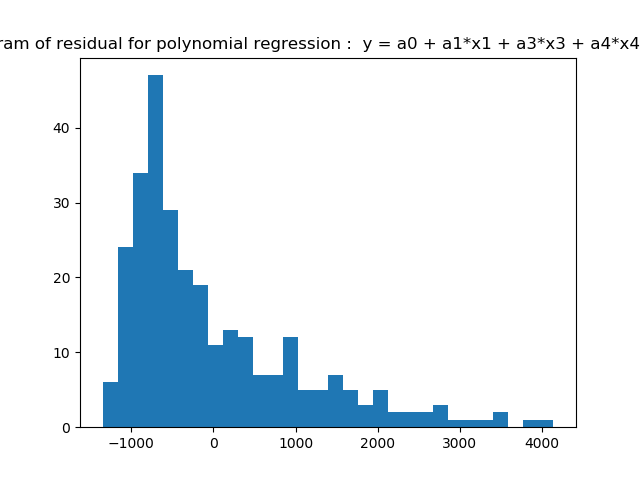 ram of residual for polynomial regression :  y = a0 + a1*x1 + a3*x3 + a4*x4
40
30
20
10
0
−1000 0 1000 2000 3000 4000